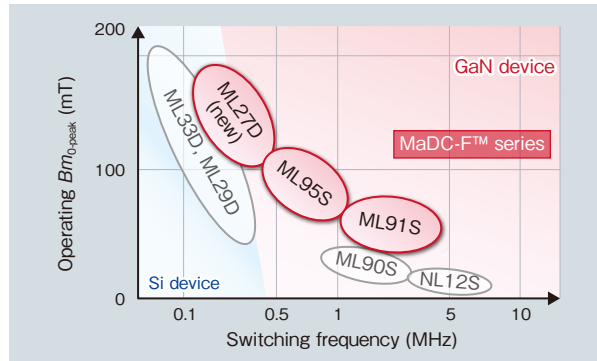 200
100
0
Operating Bm0-peak (mT)
GaN device
MaDC-F™ series
ML27D
(new)
ML33D, ML29D
ML95S
ML91S
ML90S
NL12S
Si device
0.1
0.5
1
5
10
Switching frequency (MHz)